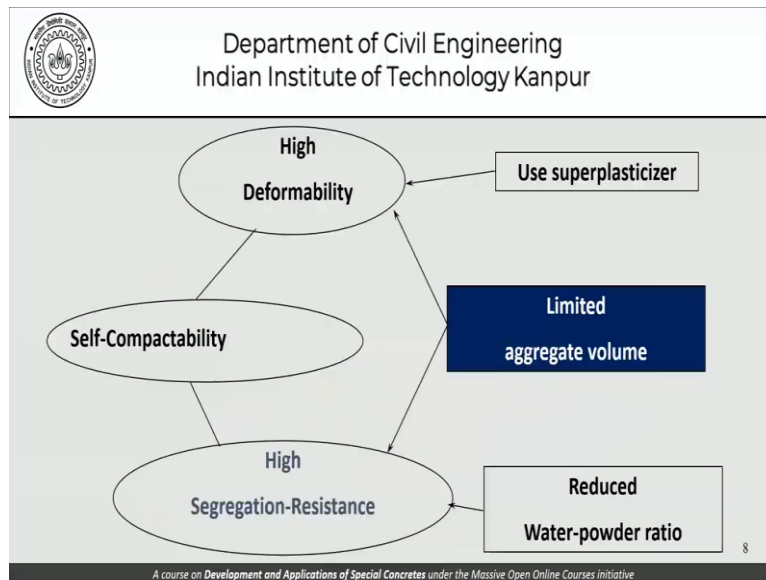 Department of Civil Engineering
Indian Institute of Technology Kanpur
High
Deformability
Use superplasticizer
Limited
aggregate volume
Self-Compactability
High
Segregation-Resistance
Reduced
Water-powder ratio
8
A course on Development and Applications of Special Concretes under the Massive Open Online Courses initiative